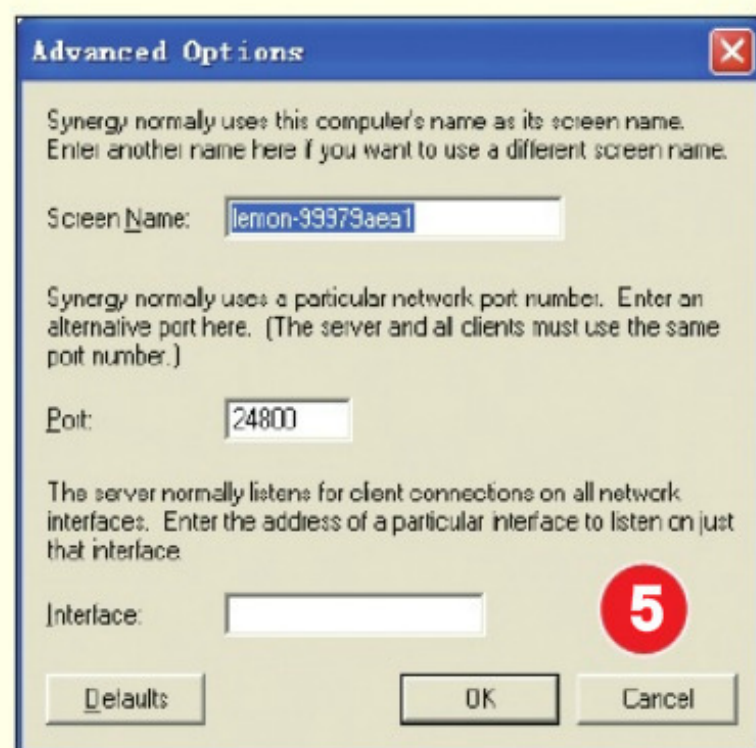 Advanced Options
Synergy normally uses this computer's name as its screen name.
Enter another name here if you want to use a different screen name.
Screen Name: lemon-99979aea1
Synergy normally uses a particular network port number. Enter an
alternative port here. (The server and all clients must use the same
port number.)
Port: 24800
The server normally listens for client connections on all network
interfaces. Enter the address of a particular interface to listen on just
that interface.
Interface:
5
Defaults OK Cancel